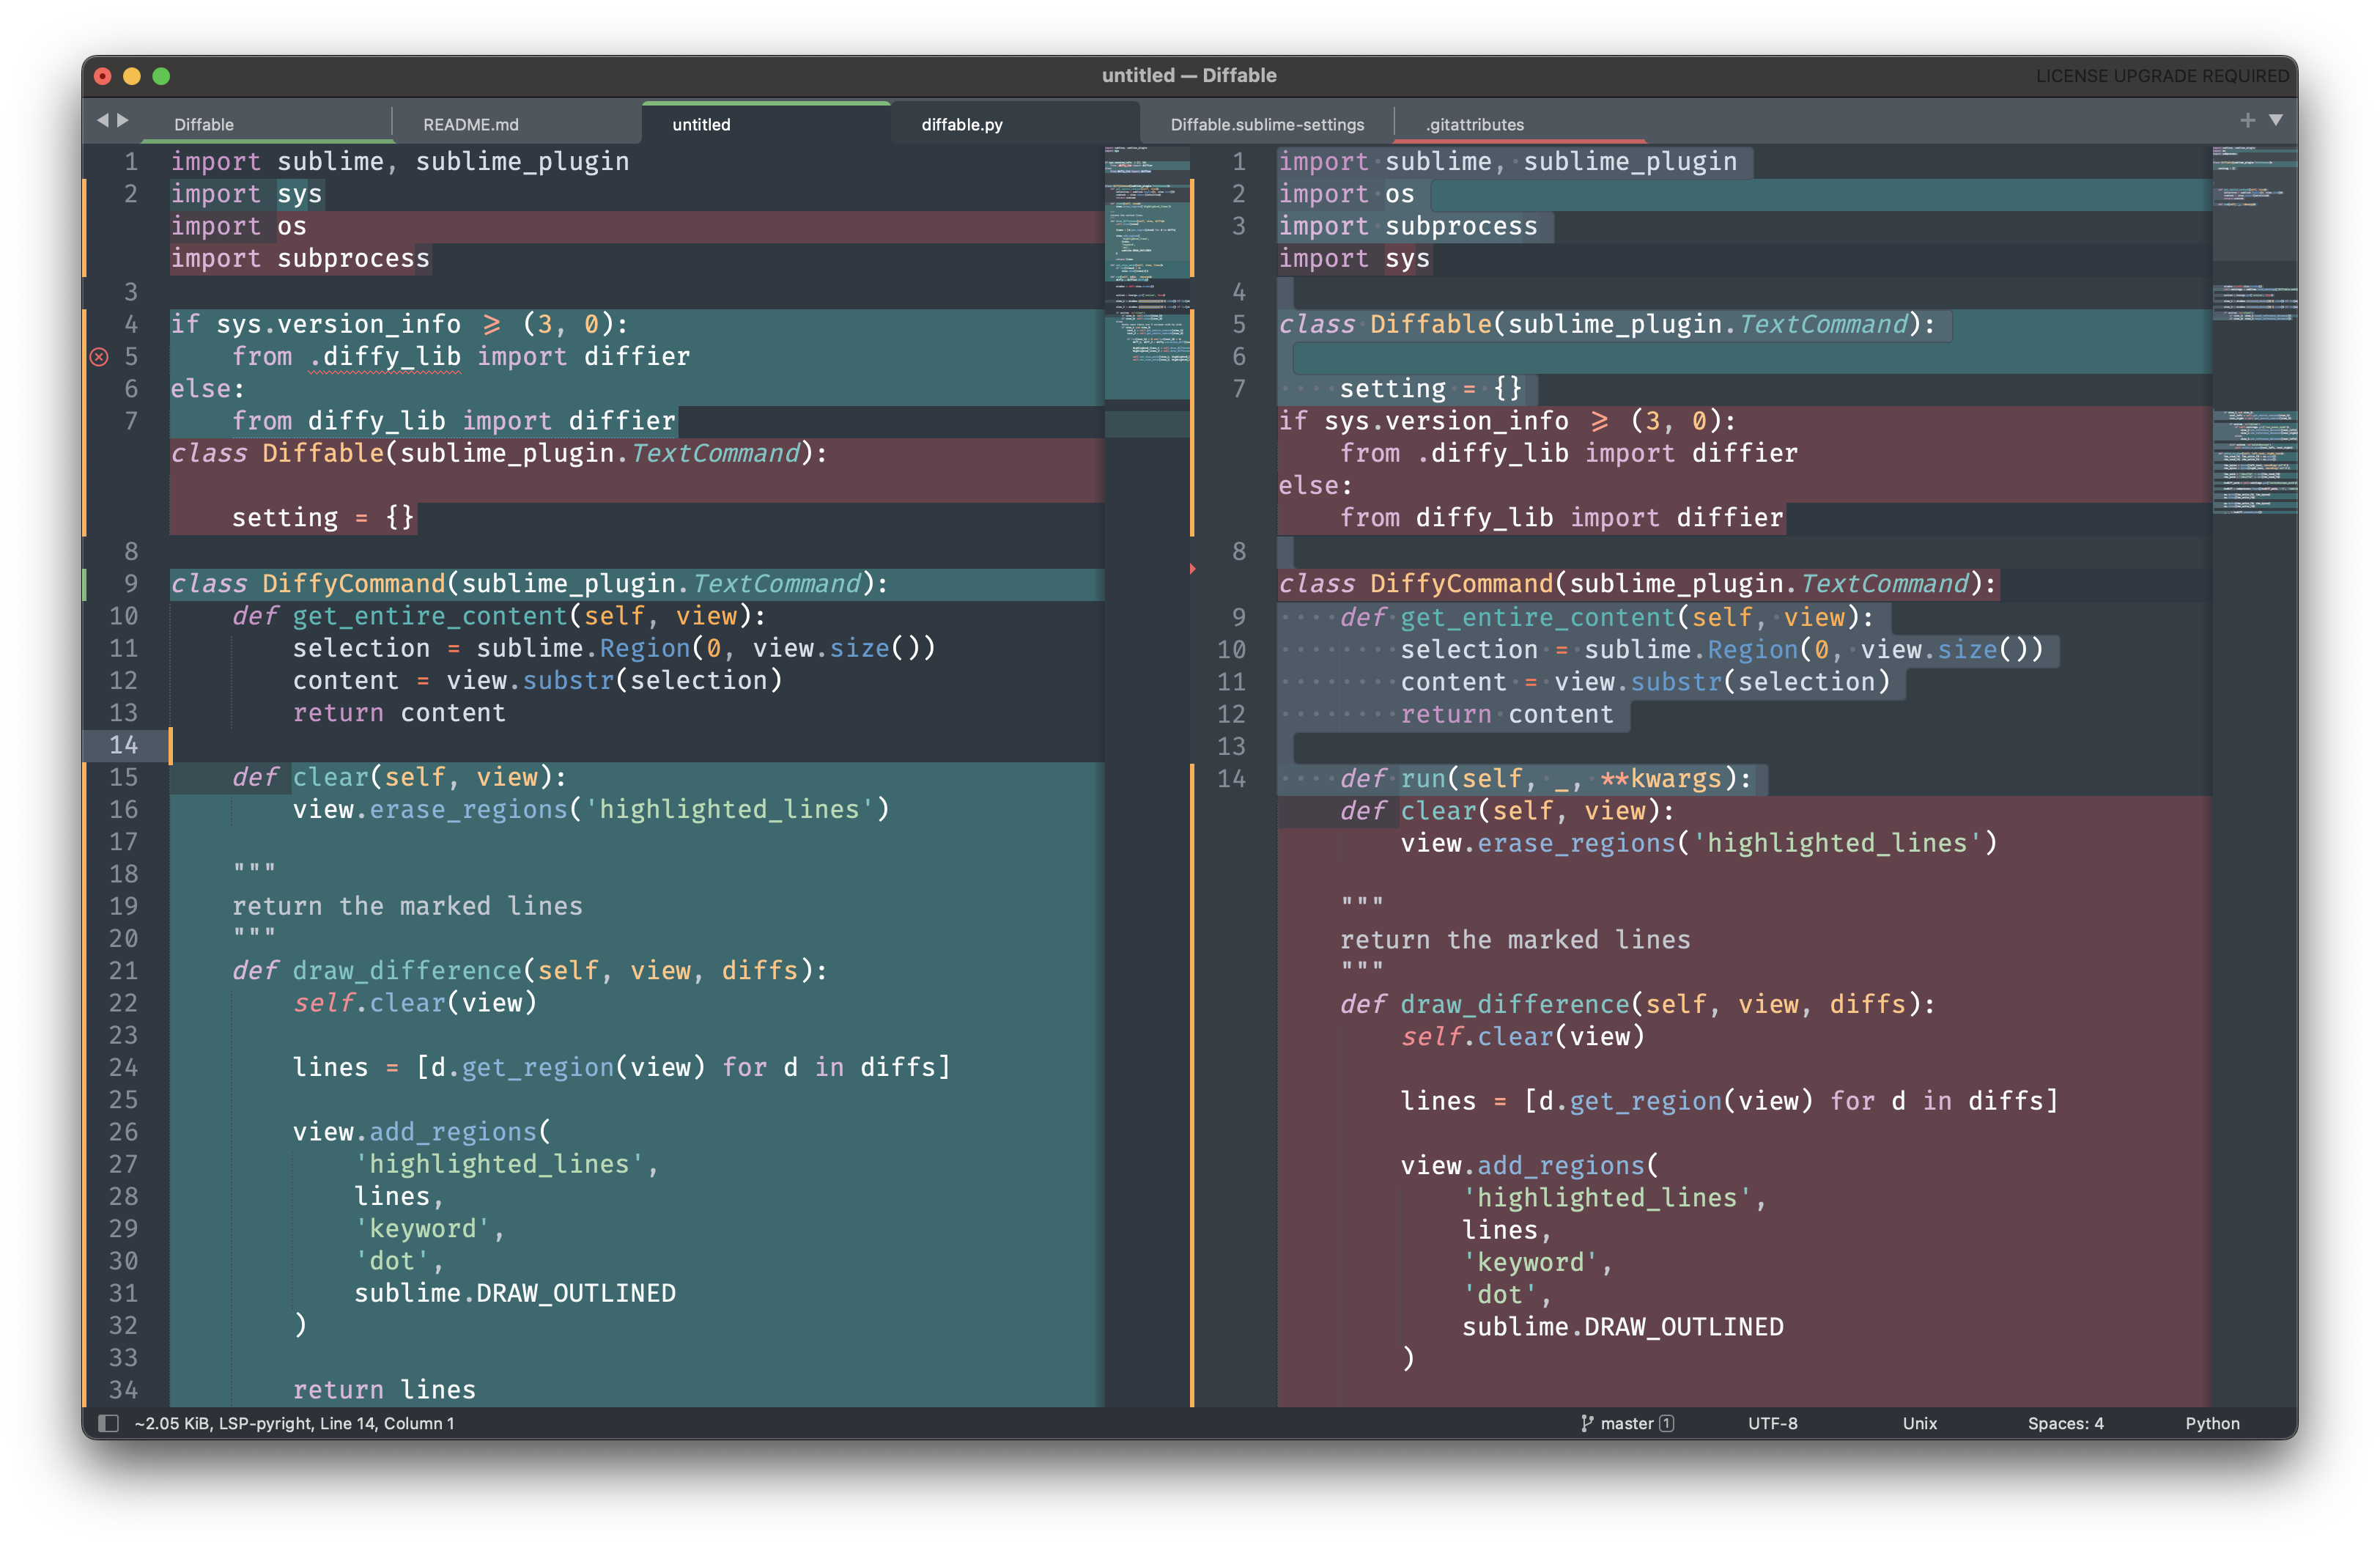 untitled — Diffable
LICENSE UPGRADE REQUIRED
Diffable
README.md
untitled
diffable.py
Diffable.sublime-settings
.gitattributes
1 import sublime, sublime_plugin
2 import sys
import os
import subprocess
3
4 if sys.version_info >= (3, 0):
5 from .diffy_lib import diffier
6 else:
7 from diffy_lib import diffier
class Diffable(sublime_plugin.TextCommand):
setting = {}
8
9 class DiffyCommand(sublime_plugin.TextCommand):
10 def get_entire_content(self, view):
11 selection = sublime.Region(0, view.size())
12 content = view.substr(selection)
13 return content
14
15 def clear(self, view):
16 view.erase_regions('highlighted_lines')
17
18 """
19 return the marked lines
20 """
21 def draw_difference(self, view, diffs):
22 self.clear(view)
23
24 lines = [d.get_region(view) for d in diffs]
25
26 view.add_regions(
27 'highlighted_lines',
28 lines,
29 'keyword',
30 'dot',
31 sublime.DRAW_OUTLINED
32 )
33
34 return lines
1 import sublime, sublime_plugin
2 import os
3 import subprocess
import sys
4
5 class Diffable(sublime_plugin.TextCommand):
6
7 setting = {}
if sys.version_info >= (3, 0):
from .diffy_lib import diffier
else:
from diffy_lib import diffier
8
class DiffyCommand(sublime_plugin.TextCommand):
9 def get_entire_content(self, view):
10 selection = sublime.Region(0, view.size())
11 content = view.substr(selection)
12 return content
13
14 def run(self, _, **kwargs):
def clear(self, view):
view.erase_regions('highlighted_lines')
"""
return the marked lines
"""
def draw_difference(self, view, diffs):
self.clear(view)
lines = [d.get_region(view) for d in diffs]
view.add_regions(
'highlighted_lines',
lines,
'keyword',
'dot',
sublime.DRAW_OUTLINED
)
~2.05 KiB, LSP-pyright, Line 14, Column 1
master 1
UTF-8
Unix
Spaces: 4
Python